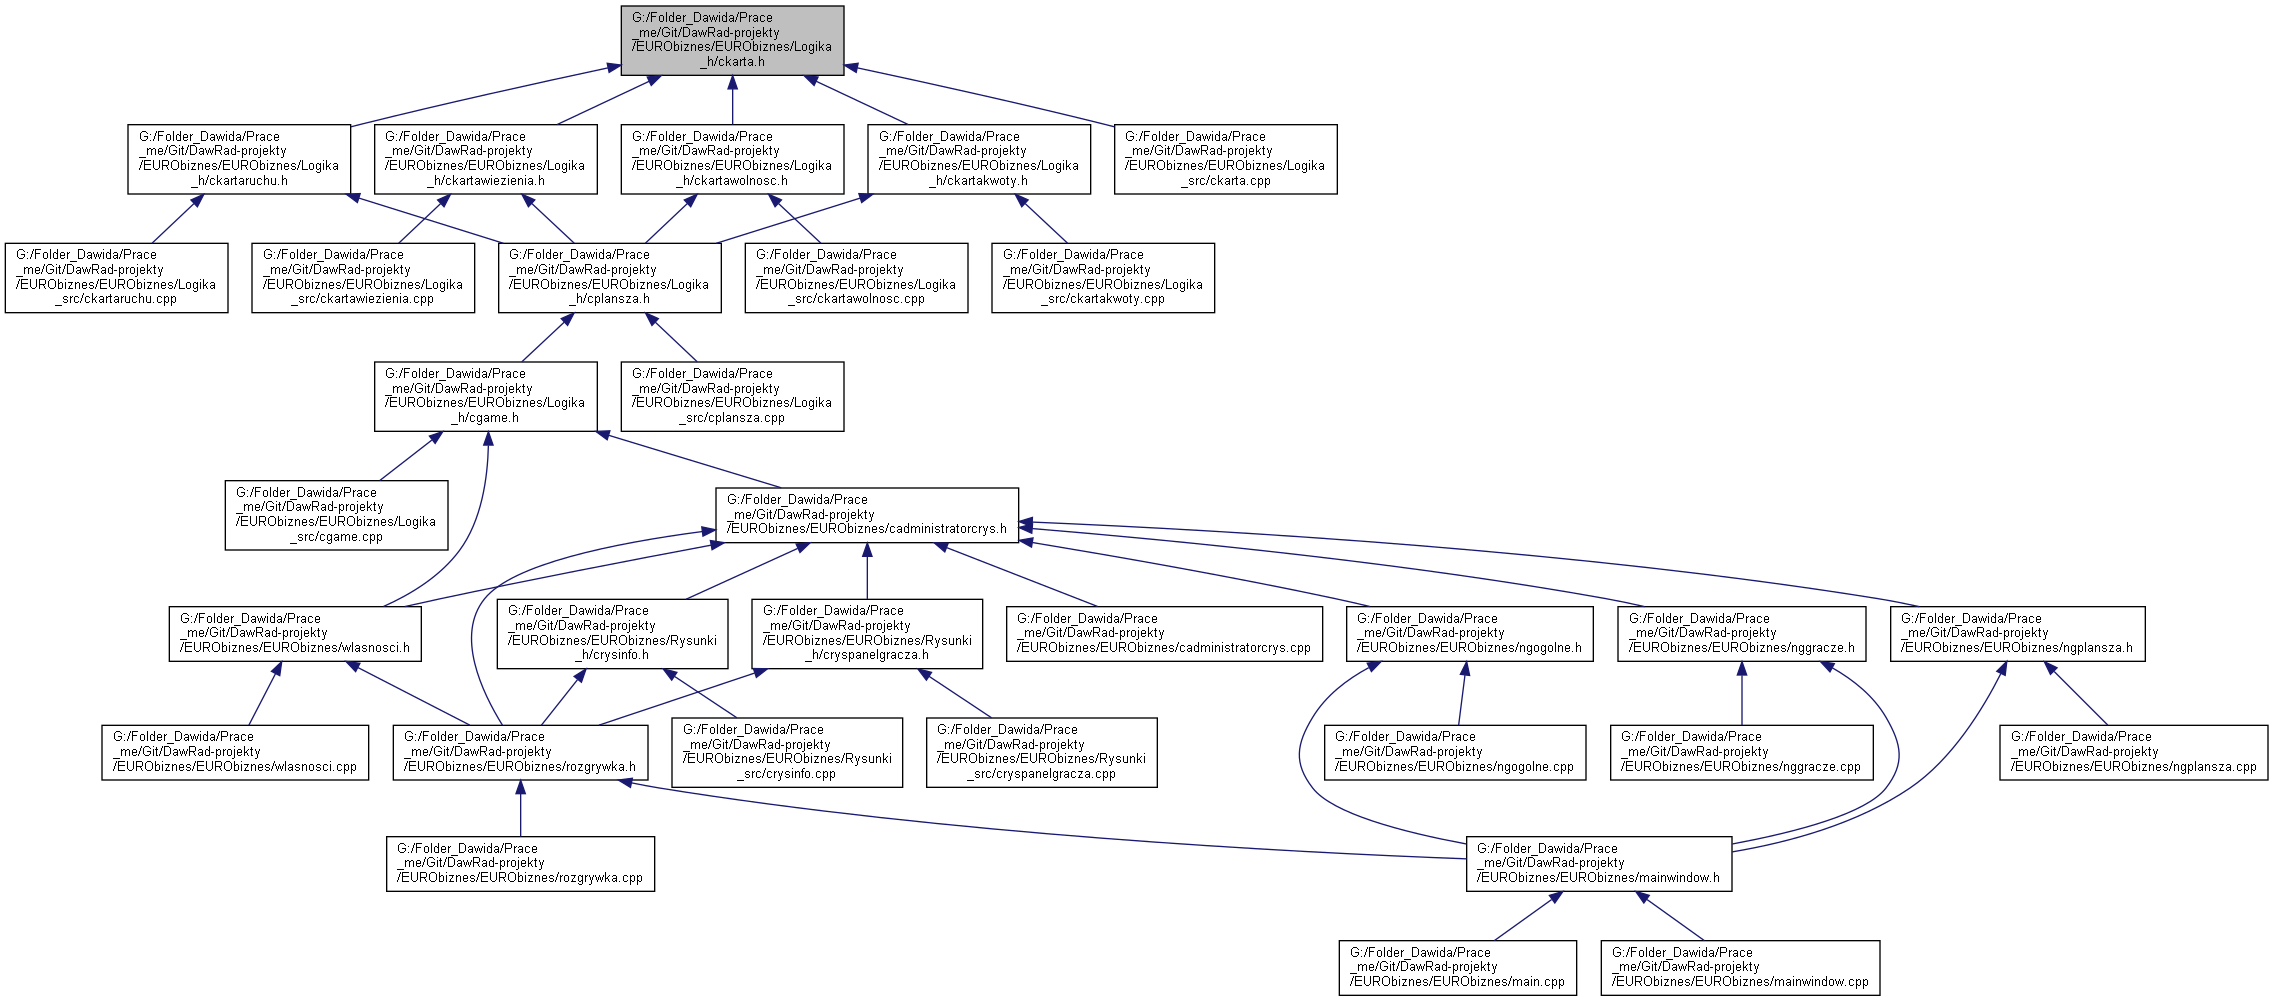 G:/Folder_Dawida/Prace
_me/Git/DawRad-projekty
/EURObiznes/EURObiznes/Logika
_h/ckarta.h
G:/Folder_Dawida/Prace
_me/Git/DawRad-projekty
/EURObiznes/EURObiznes/Logika
_h/ckartaruchu.h
G:/Folder_Dawida/Prace
_me/Git/DawRad-projekty
/EURObiznes/EURObiznes/Logika
_h/ckartawiezienia.h
G:/Folder_Dawida/Prace
_me/Git/DawRad-projekty
/EURObiznes/EURObiznes/Logika
_h/ckartawolnosc.h
G:/Folder_Dawida/Prace
_me/Git/DawRad-projekty
/EURObiznes/EURObiznes/Logika
_h/ckartakwoty.h
G:/Folder_Dawida/Prace
_me/Git/DawRad-projekty
/EURObiznes/EURObiznes/Logika
_src/ckarta.cpp
G:/Folder_Dawida/Prace
_me/Git/DawRad-projekty
/EURObiznes/EURObiznes/Logika
_src/ckartaruchu.cpp
G:/Folder_Dawida/Prace
_me/Git/DawRad-projekty
/EURObiznes/EURObiznes/Logika
_src/ckartawiezienia.cpp
G:/Folder_Dawida/Prace
_me/Git/DawRad-projekty
/EURObiznes/EURObiznes/Logika
_h/cplansza.h
G:/Folder_Dawida/Prace
_me/Git/DawRad-projekty
/EURObiznes/EURObiznes/Logika
_src/ckartawolnosc.cpp
G:/Folder_Dawida/Prace
_me/Git/DawRad-projekty
/EURObiznes/EURObiznes/Logika
_src/ckartakwoty.cpp
G:/Folder_Dawida/Prace
_me/Git/DawRad-projekty
/EURObiznes/EURObiznes/Logika
_h/cgame.h
G:/Folder_Dawida/Prace
_me/Git/DawRad-projekty
/EURObiznes/EURObiznes/Logika
_src/cplansza.cpp
G:/Folder_Dawida/Prace
_me/Git/DawRad-projekty
/EURObiznes/EURObiznes/Logika
_src/cgame.cpp
G:/Folder_Dawida/Prace
_me/Git/DawRad-projekty
/EURObiznes/EURObiznes/cadministratorcrys.h
G:/Folder_Dawida/Prace
_me/Git/DawRad-projekty
/EURObiznes/EURObiznes/wlasnosci.h
G:/Folder_Dawida/Prace
_me/Git/DawRad-projekty
/EURObiznes/EURObiznes/Rysunki
_h/crysinfo.h
G:/Folder_Dawida/Prace
_me/Git/DawRad-projekty
/EURObiznes/EURObiznes/Rysunki
_h/cryspanelgracza.h
G:/Folder_Dawida/Prace
_me/Git/DawRad-projekty
/EURObiznes/EURObiznes/cadministratorcrys.cpp
G:/Folder_Dawida/Prace
_me/Git/DawRad-projekty
/EURObiznes/EURObiznes/ngogolne.h
G:/Folder_Dawida/Prace
_me/Git/DawRad-projekty
/EURObiznes/EURObiznes/nggracze.h
G:/Folder_Dawida/Prace
_me/Git/DawRad-projekty
/EURObiznes/EURObiznes/ngplansza.h
G:/Folder_Dawida/Prace
_me/Git/DawRad-projekty
/EURObiznes/EURObiznes/wlasnosci.cpp
G:/Folder_Dawida/Prace
_me/Git/DawRad-projekty
/EURObiznes/EURObiznes/rozgrywka.h
G:/Folder_Dawida/Prace
_me/Git/DawRad-projekty
/EURObiznes/EURObiznes/Rysunki
_src/crysinfo.cpp
G:/Folder_Dawida/Prace
_me/Git/DawRad-projekty
/EURObiznes/EURObiznes/Rysunki
_src/cryspanelgracza.cpp
G:/Folder_Dawida/Prace
_me/Git/DawRad-projekty
/EURObiznes/EURObiznes/ngogolne.cpp
G:/Folder_Dawida/Prace
_me/Git/DawRad-projekty
/EURObiznes/EURObiznes/nggracze.cpp
G:/Folder_Dawida/Prace
_me/Git/DawRad-projekty
/EURObiznes/EURObiznes/ngplansza.cpp
G:/Folder_Dawida/Prace
_me/Git/DawRad-projekty
/EURObiznes/EURObiznes/rozgrywka.cpp
G:/Folder_Dawida/Prace
_me/Git/DawRad-projekty
/EURObiznes/EURObiznes/mainwindow.h
G:/Folder_Dawida/Prace
_me/Git/DawRad-projekty
/EURObiznes/EURObiznes/main.cpp
G:/Folder_Dawida/Prace
_me/Git/DawRad-projekty
/EURObiznes/EURObiznes/mainwindow.cpp